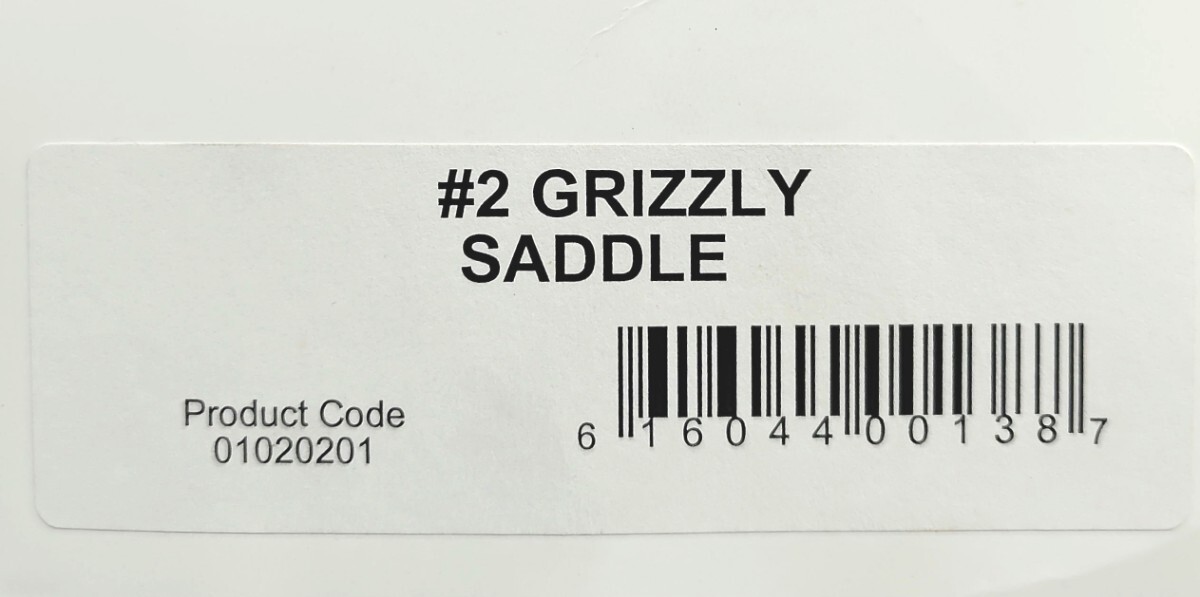 #2 GRIZZLY
SADDLE
Product Code
01020201
6 16044 00138 7